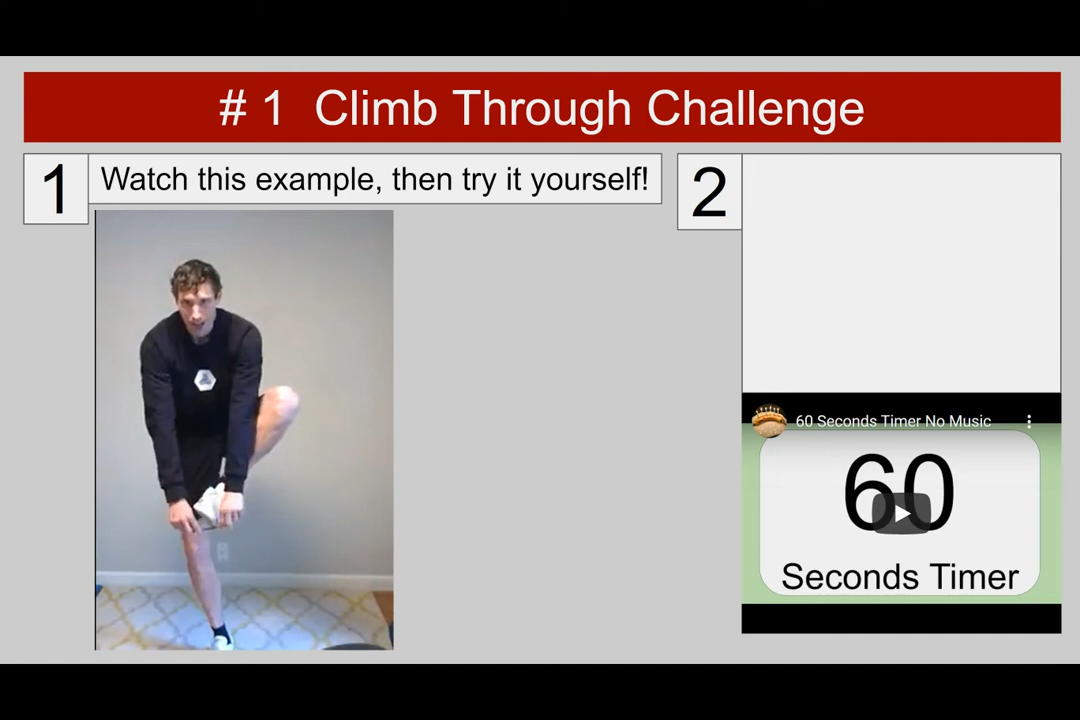 # 1 Climb Through Challenge
1
Watch this example, then try it yourself!
2
60 Seconds Timer No Music
60
Seconds Timer